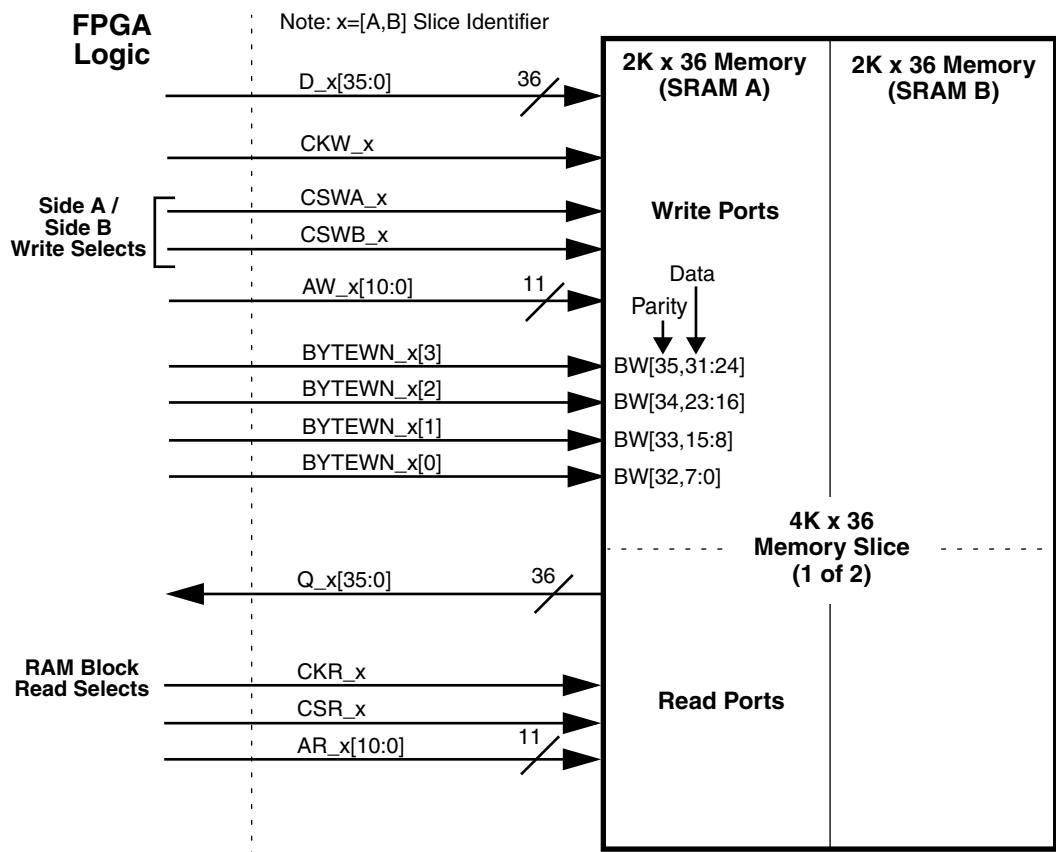 FPGA
Logic
Note: x=[A,B] Slice Identifier
2K x 36 Memory
(SRAM A)
2K x 36 Memory
(SRAM B)
D_x[35:0]
36
CKW_x
Side A /
Side B
Write Selects
CSWA_x
CSWB_x
Write Ports
AW_x[10:0]
11
Data
Parity
BYTEWN_x[3]
BW[35,31:24]
BYTEWN_x[2]
BW[34,23:16]
BYTEWN_x[1]
BW[33,15:8]
BYTEWN_x[0]
BW[32,7:0]
4K x 36
Memory Slice
(1 of 2)
Q_x[35:0]
36
RAM Block
Read Selects
CKR_x
CSR_x
Read Ports
AR_x[10:0]
11